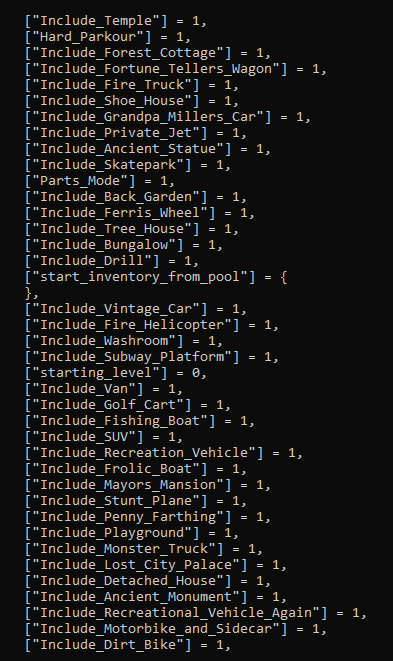 ["Include_Temple"] = 1,
["Hard_Parkour"] = 1,
["Include_Forest_Cottage"] = 1,
["Include_Fortune_Tellers_Wagon"] = 1,
["Include_Fire_Truck"] = 1,
["Include_Shoe_House"] = 1,
["Include_Grandpa_Millers_Car"] = 1,
["Include_Private_Jet"] = 1,
["Include_Ancient_Statue"] = 1,
["Include_Skatepark"] = 1,
["Parts_Mode"] = 1,
["Include_Back_Garden"] = 1,
["Include_Ferris_Wheel"] = 1,
["Include_Tree_House"] = 1,
["Include_Bungalow"] = 1,
["Include_Drill"] = 1,
["start_inventory_from_pool"] = {
},
["Include_Vintage_Car"] = 1,
["Include_Fire_Helicopter"] = 1,
["Include_Washroom"] = 1,
["Include_Subway_Platform"] = 1,
["starting_level"] = 0,
["Include_Van"] = 1,
["Include_Golf_Cart"] = 1,
["Include_Fishing_Boat"] = 1,
["Include_SUV"] = 1,
["Include_Recreation_Vehicle"] = 1,
["Include_Frolic_Boat"] = 1,
["Include_Mayors_Mansion"] = 1,
["Include_Stunt_Plane"] = 1,
["Include_Penny_Farthing"] = 1,
["Include_Playground"] = 1,
["Include_Monster_Truck"] = 1,
["Include_Lost_City_Palace"] = 1,
["Include_Detached_House"] = 1,
["Include_Ancient_Monument"] = 1,
["Include_Recreational_Vehicle_Again"] = 1,
["Include_Motorbike_and_Sidecar"] = 1,
["Include_Dirt_Bike"] = 1,